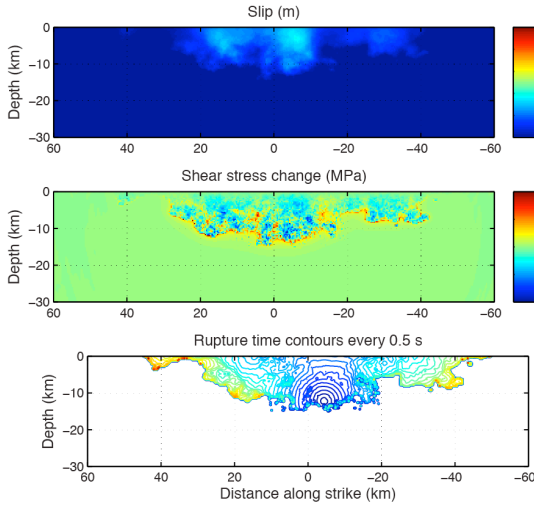 Slip (m)
0
−10
−20
−30
Depth (km)
60 40 20 0 −20 −40 −60
Shear stress change (MPa)
0
−10
−20
−30
Depth (km)
60 40 20 0 −20 −40 −60
Rupture time contours every 0.5 s
0
−10
−20
−30
Depth (km)
60 40 20 0 −20 −40 −60
Distance along strike (km)